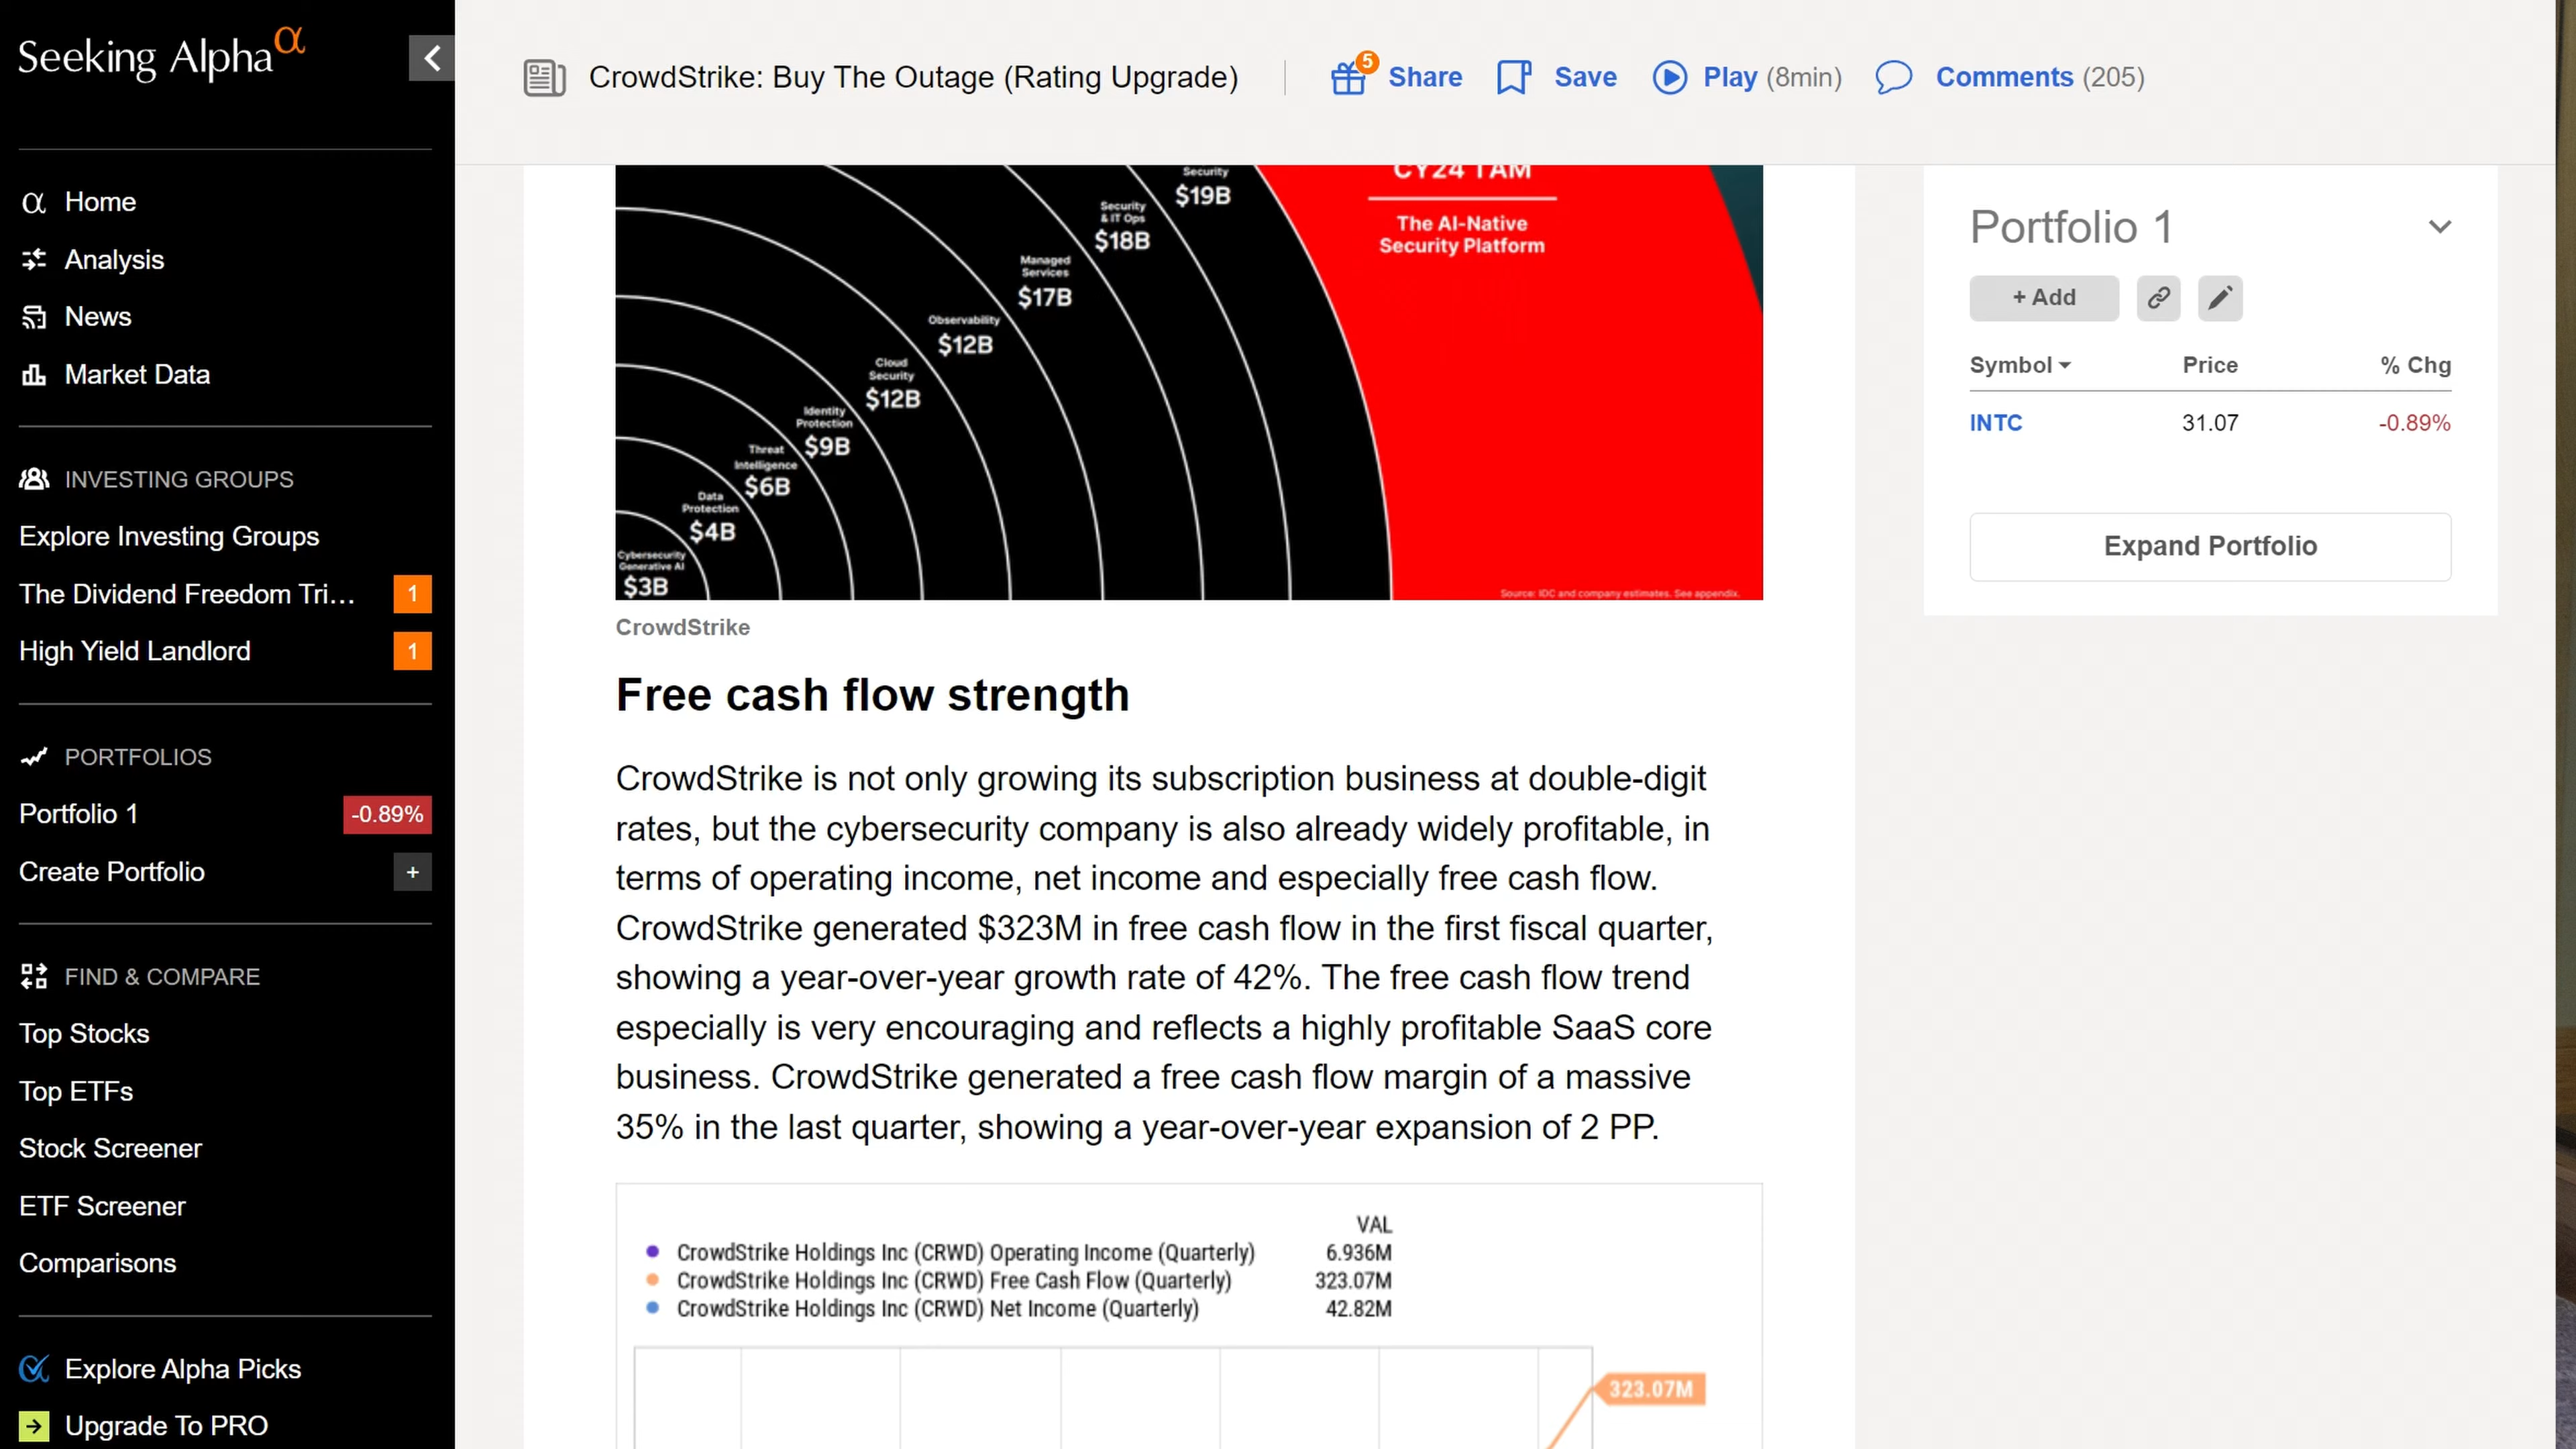 Seeking Alpha α
Home
Analysis
News
Market Data
INVESTING GROUPS
Explore Investing Groups
The Dividend Freedom Tri... 1
High Yield Landlord 1
PORTFOLIOS
Portfolio 1 -0.89%
Create Portfolio +
FIND & COMPARE
Top Stocks
Top ETFs
Stock Screener
ETF Screener
Comparisons
Explore Alpha Picks
Upgrade To PRO
CrowdStrike: Buy The Outage (Rating Upgrade)
5 Share Save Play (8min) Comments (205)
CY24 TAM
The AI-Native
Security Platform
Security
$19B
Security
& IT Ops
$18B
Managed
Services
$17B
Observability
$12B
Cloud
Security
$12B
Identity
Protection
$9B
Threat
Intelligence
$6B
Data
Protection
$4B
Cybersecurity
Generative AI
$3B
Source: IDC and company estimates. See appendix.
CrowdStrike
Free cash flow strength
CrowdStrike is not only growing its subscription business at double-digit
rates, but the cybersecurity company is also already widely profitable, in
terms of operating income, net income and especially free cash flow.
CrowdStrike generated $323M in free cash flow in the first fiscal quarter,
showing a year-over-year growth rate of 42%. The free cash flow trend
especially is very encouraging and reflects a highly profitable SaaS core
business. CrowdStrike generated a free cash flow margin of a massive
35% in the last quarter, showing a year-over-year expansion of 2 PP.
VAL
CrowdStrike Holdings Inc (CRWD) Operating Income (Quarterly) 6.936M
CrowdStrike Holdings Inc (CRWD) Free Cash Flow (Quarterly) 323.07M
CrowdStrike Holdings Inc (CRWD) Net Income (Quarterly) 42.82M
323.07M
Portfolio 1
+ Add
Symbol Price % Chg
INTC 31.07 -0.89%
Expand Portfolio